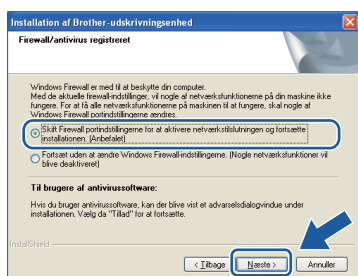 Installation af Brother-udskrivningsenhed
Firewall/antivirus registreret
Windows Firewall er med til at beskytte din computer.
Med de aktuelle firewall-indstillinger, vil nogle af netværksfunktionerne på din maskine ikke
fungere. For at få alle netværksfunktionerne på maskinen til at fungere, skal nogle af
Windows Firewall portindstillingerne ændres.
Skift Firewall portindstillingerne for at aktivere netværkstilslutningen og fortsætte
installationen. (Anbefalet)
Fortsæt uden at ændre Windows Firewall-indstillingerne. (Nogle netværksfunktioner vil
blive deaktiveret)
Til brugere af antivirussoftware:
Hvis du bruger antivirussoftware, kan der blive vist et advarselsdialogvindue under
installationen. Vælg da "Tillad" for at fortsætte.
InstallShield
< Tilbage Næste > Annuller